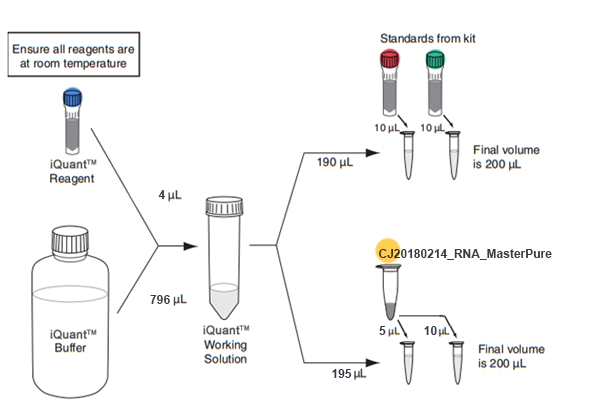 Ensure all reagents are
at room temperature
Standards from kit
iQuant™
Reagent
10 µL
10 µL
190 µL
Final volume
is 200 µL
4 µL
796 µL
iQuant™
Working
Solution
iQuant™
Buffer
CJ20180214_RNA_MasterPure
5 µL
10 µL
195 µL
Final volume
is 200 µL